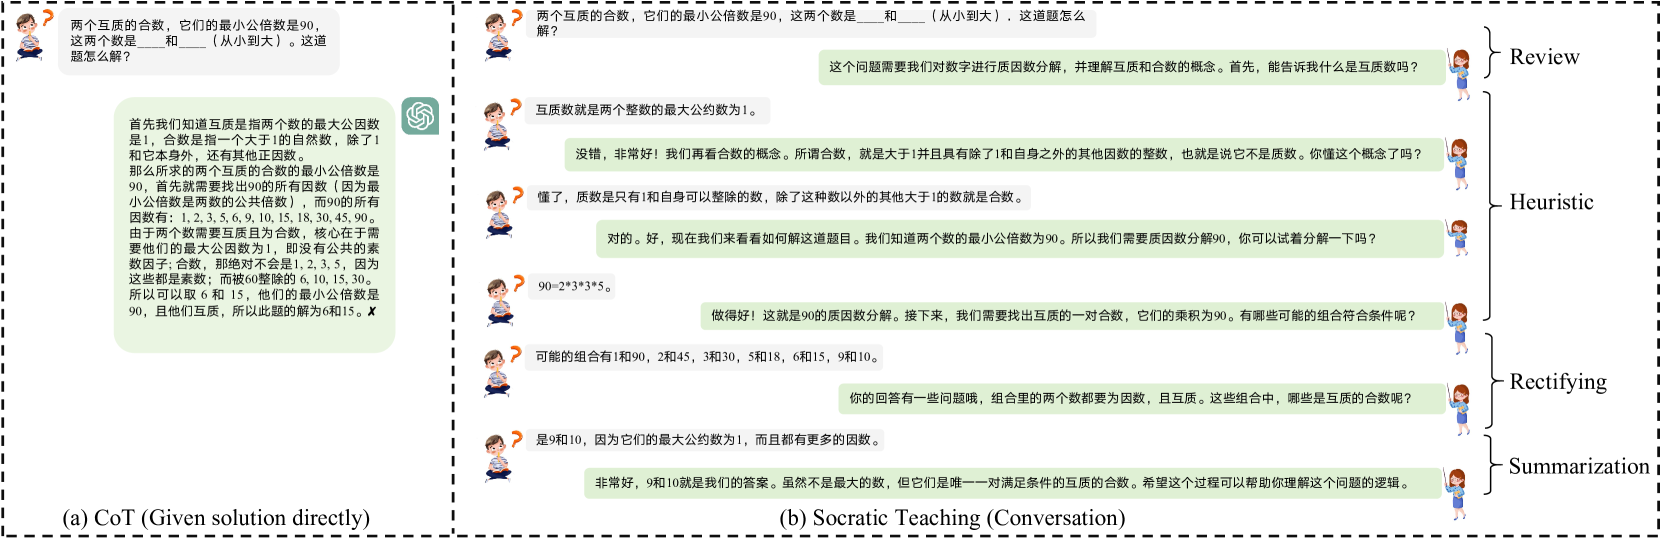 两个互质的合数，它们的最小公倍数是90，
这两个数是____和____（从小到大）。这道
题怎么解？
首先我们知道互质是指两个数的最大公因数
是1，合数是指一个大于1的自然数，除了1
和它本身外，还有其他正因数。
那么所求的两个互质的合数的最小公倍数是
90，首先就需要找出90的所有因数（因为最
小公倍数是两数的公共倍数），而90的所有
因数有：1, 2, 3, 5, 6, 9, 10, 15, 18, 30, 45, 90。
由于两个数需要互质且为合数，核心在于需
要他们的最大公因数为1，即没有公共的素
数因子; 合数，那绝对不会是1, 2, 3, 5，因为
这些都是素数；而被60整除的 6, 10, 15, 30。
所以可以取 6 和 15，他们的最小公倍数是
90，且他们互质，所以此题的解为6和15。✘
(a) CoT (Given solution directly)
两个互质的合数，它们的最小公倍数是90，这两个数是____和____（从小到大）．这道题怎么
解？
这个问题需要我们对数字进行质因数分解，并理解互质和合数的概念。首先，能告诉我什么是互质数吗？
Review
互质数就是两个整数的最大公约数为1。
没错，非常好！我们再看合数的概念。所谓合数，就是大于1并且具有除了1和自身之外的其他因数的整数，也就是说它不是质数。你懂这个概念了吗？
懂了，质数是只有1和自身可以整除的数，除了这种数以外的其他大于1的数就是合数。
Heuristic
对的。好，现在我们来看看如何解这道题目。我们知道两个数的最小公倍数为90。所以我们需要质因数分解90，你可以试着分解一下吗？
90=2*3*3*5。
做得好！这就是90的质因数分解。接下来，我们需要找出互质的一对合数，它们的乘积为90。有哪些可能的组合符合条件呢？
可能的组合有1和90，2和45，3和30，5和18，6和15，9和10。
Rectifying
你的回答有一些问题哦，组合里的两个数都要为因数，且互质。这些组合中，哪些是互质的合数呢？
是9和10，因为它们的最大公约数为1，而且都有更多的因数。
Summarization
非常好，9和10就是我们的答案。虽然不是最大的数，但它们是唯一一对满足条件的互质的合数。希望这个过程可以帮助你理解这个问题的逻辑。
(b) Socratic Teaching (Conversation)